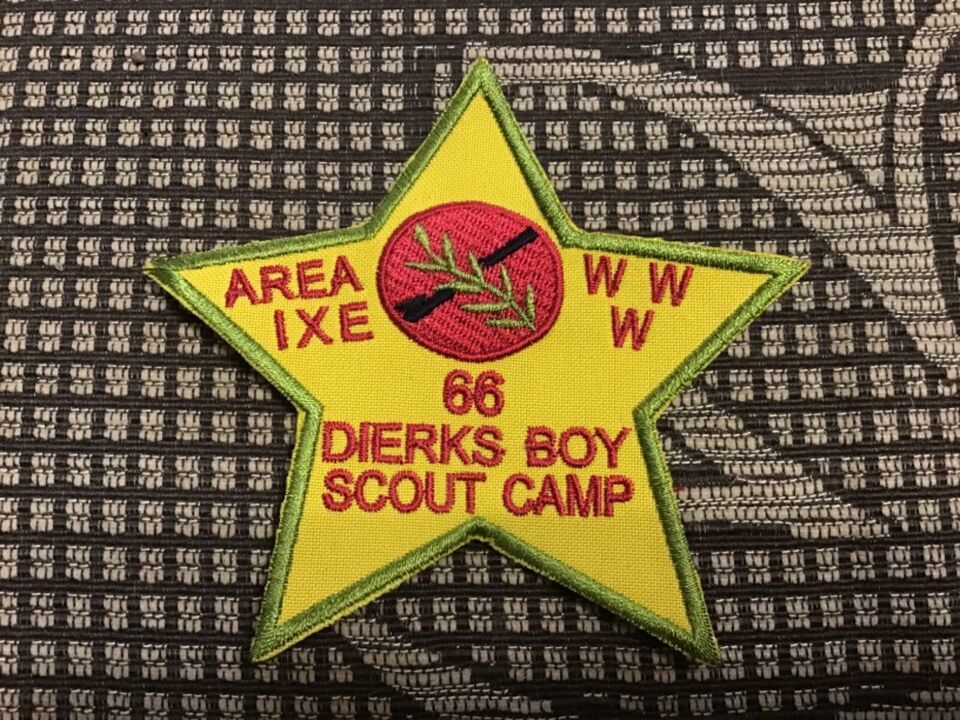 AREA
IXE
W W
W
66
DIERKS BOY
SCOUT CAMP